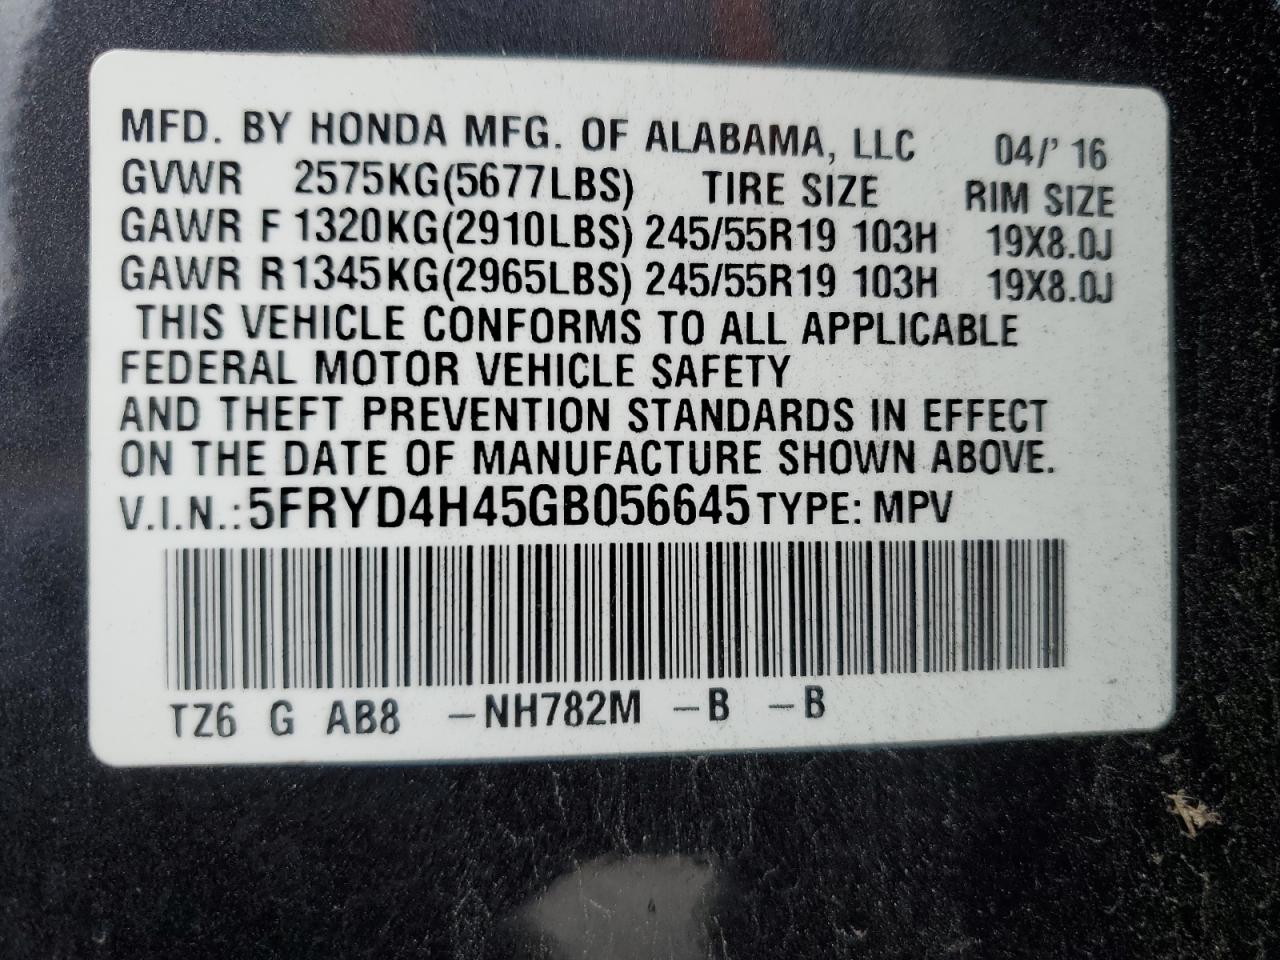 MFD. BY HONDA MFG. OF ALABAMA, LLC 04/' 16
GVWR 2575KG(5677LBS) TIRE SIZE RIM SIZE
GAWR F 1320KG(2910LBS) 245/55R19 103H 19X8.0J
GAWR R 1345KG(2965LBS) 245/55R19 103H 19X8.0J
THIS VEHICLE CONFORMS TO ALL APPLICABLE
FEDERAL MOTOR VEHICLE SAFETY
AND THEFT PREVENTION STANDARDS IN EFFECT
ON THE DATE OF MANUFACTURE SHOWN ABOVE.
V.I.N.: 5FRYD4H45GB056645 TYPE: MPV
TZ6 G AB8 –NH782M –B –B